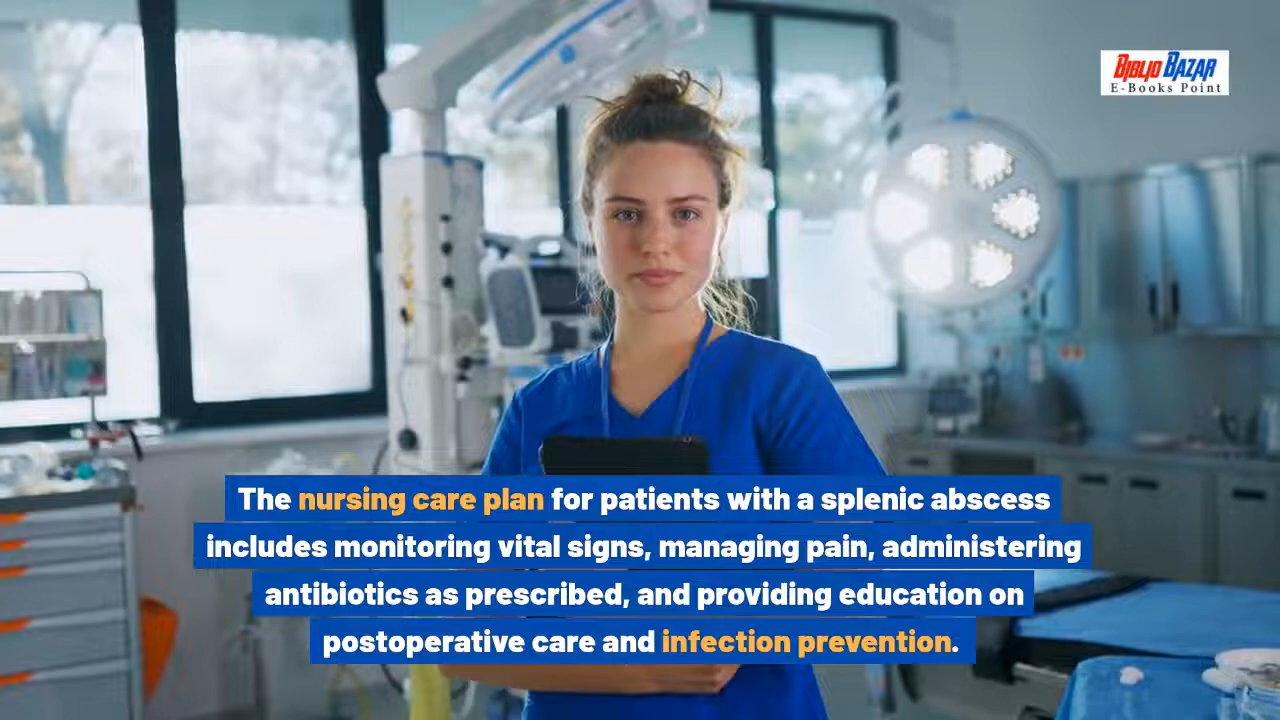 Biblio Bazar
E-Books Point
The nursing care plan for patients with a splenic abscess
includes monitoring vital signs, managing pain, administering
antibiotics as prescribed, and providing education on
postoperative care and infection prevention.